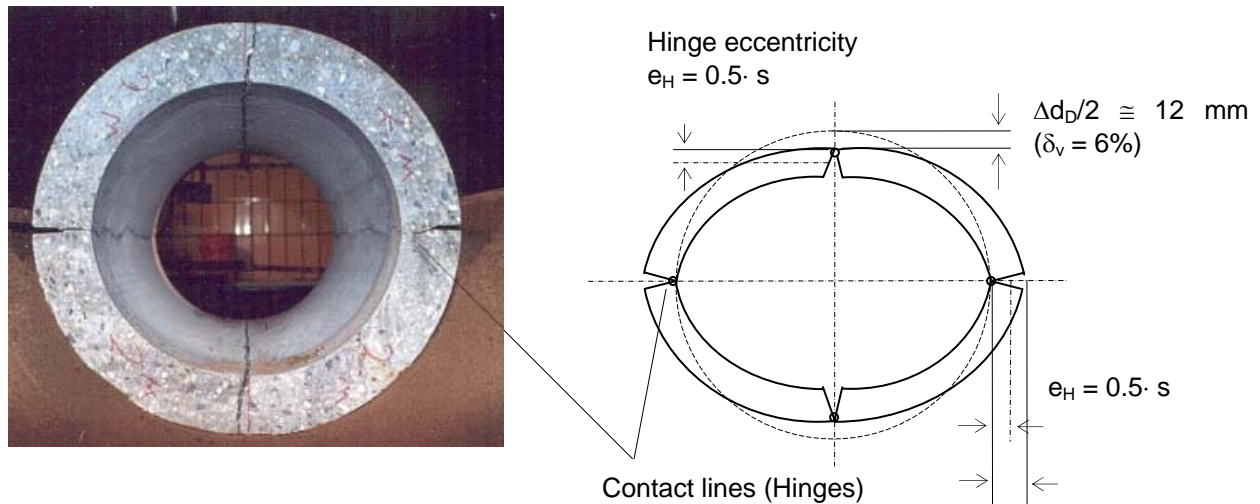 Hinge eccentricity
e_H = 0.5· s
Δd_D/2 ≅ 12 mm
(δ_v = 6%)
e_H = 0.5· s
Contact lines (Hinges)